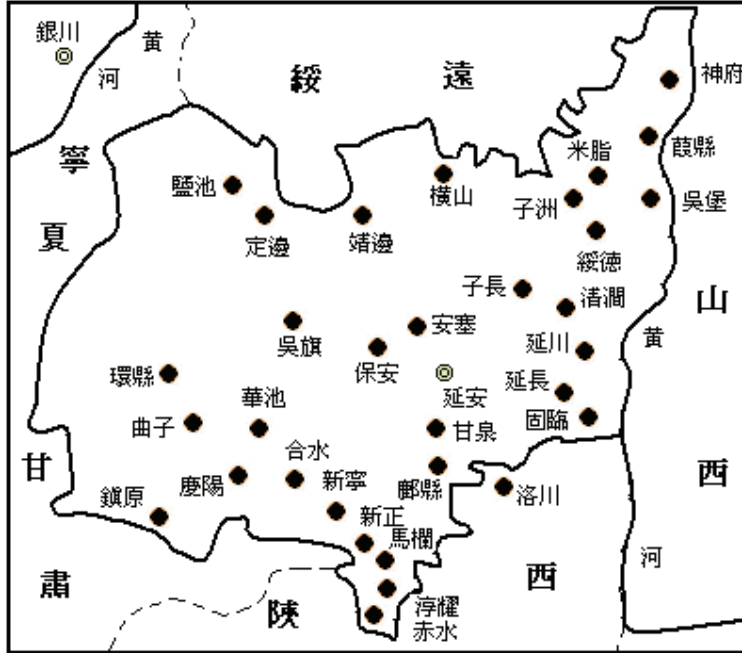 銀川
黄
河
綏
遠
神府
葭縣
寧
夏
米脂
橫山
鹽池
子洲
吳堡
定邊
靖邊
綏德
子長
清澗
山
吳旗
安塞
保安
延川
黄
環縣
延安
延長
華池
曲子
甘泉
固臨
甘
合水
西
慶陽
新寧
鄜縣
洛川
鎭原
新正
馬欄
西
河
肅
陝
淳耀
赤水